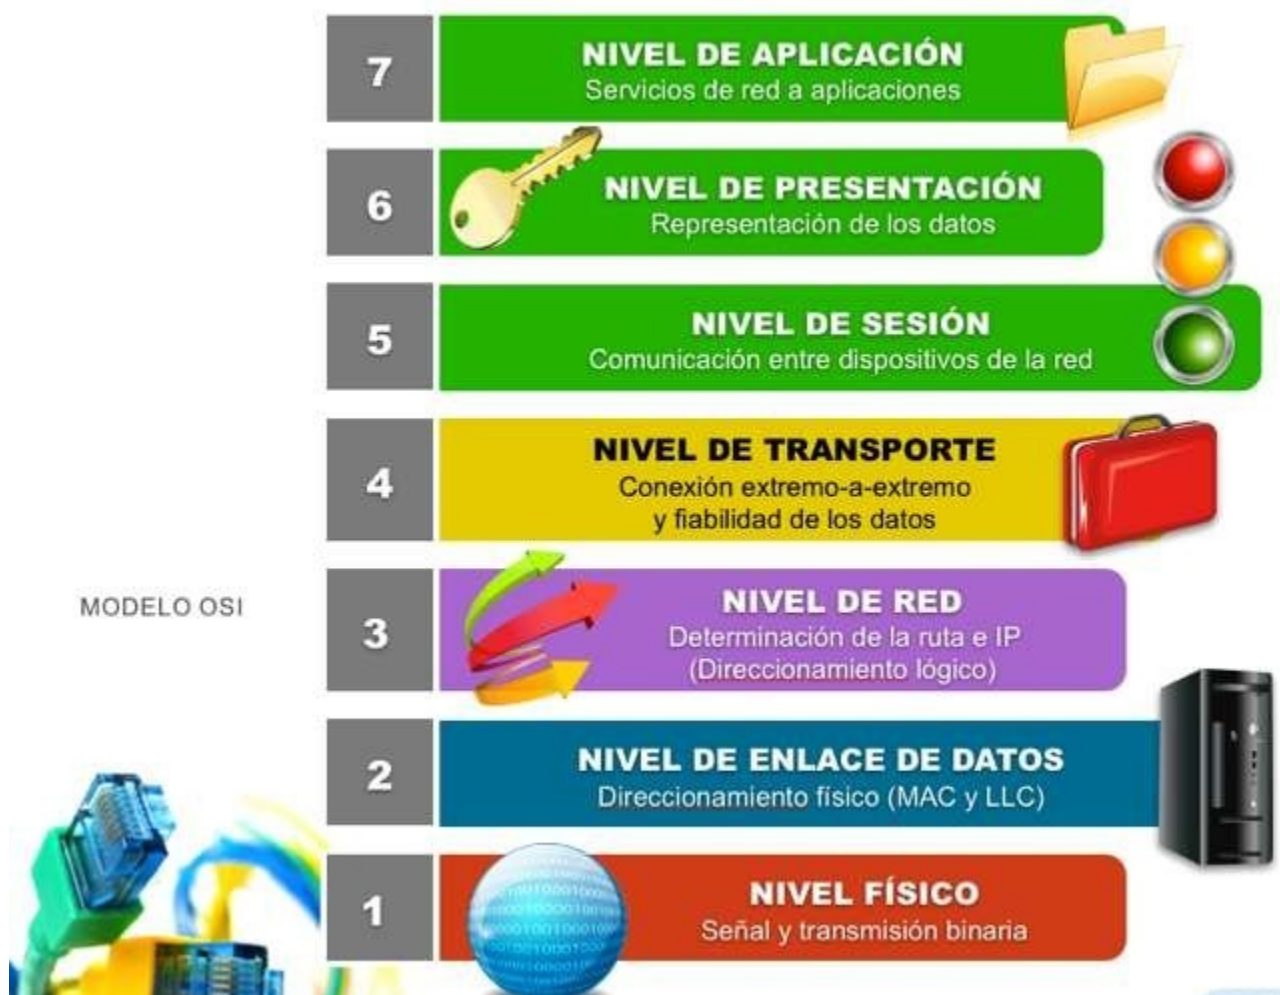 7
NIVEL DE APLICACIÓN
Servicios de red a aplicaciones
6
NIVEL DE PRESENTACIÓN
Representación de los datos
5
NIVEL DE SESIÓN
Comunicación entre dispositivos de la red
4
NIVEL DE TRANSPORTE
Conexión extremo-a-extremo
y fiabilidad de los datos
MODELO OSI
3
NIVEL DE RED
Determinación de la ruta e IP
(Direccionamiento lógico)
2
NIVEL DE ENLACE DE DATOS
Direccionamiento físico (MAC y LLC)
1
NIVEL FÍSICO
Señal y transmisión binaria